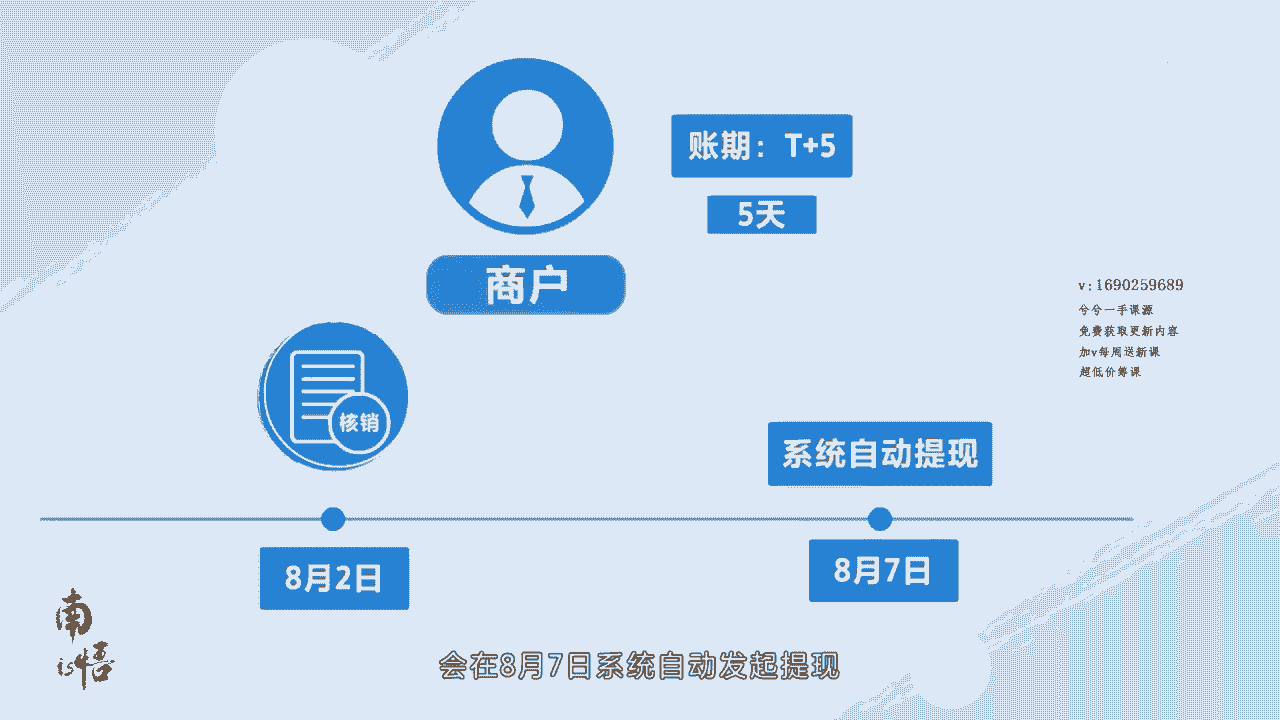 账期：T+5
5天
商户
v:1690259689
兮兮一手课源
免费获取更新内容
加v每周送新课
超低价筹课
核销
系统自动提现
8月2日
8月7日
南
is悟
会在8月7日系统自动发起提现